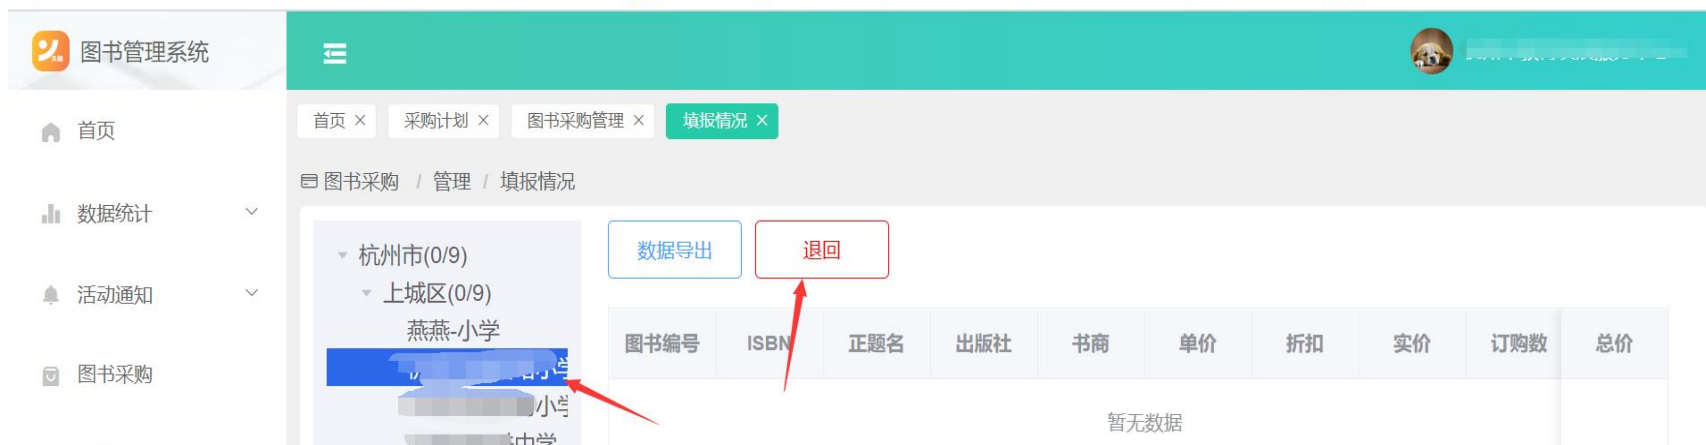 图书管理系统
首页
数据统计
活动通知
图书采购
首页 × 采购计划 × 图书采购管理 × 填报情况 ×
图书采购 / 管理 / 填报情况
杭州市(0/9)
上城区(0/9)
燕燕-小学
小学
小学
中学
数据导出 退回
图书编号 ISBN 正题名 出版社 书商 单价 折扣 实价 订购数 总价
暂无数据